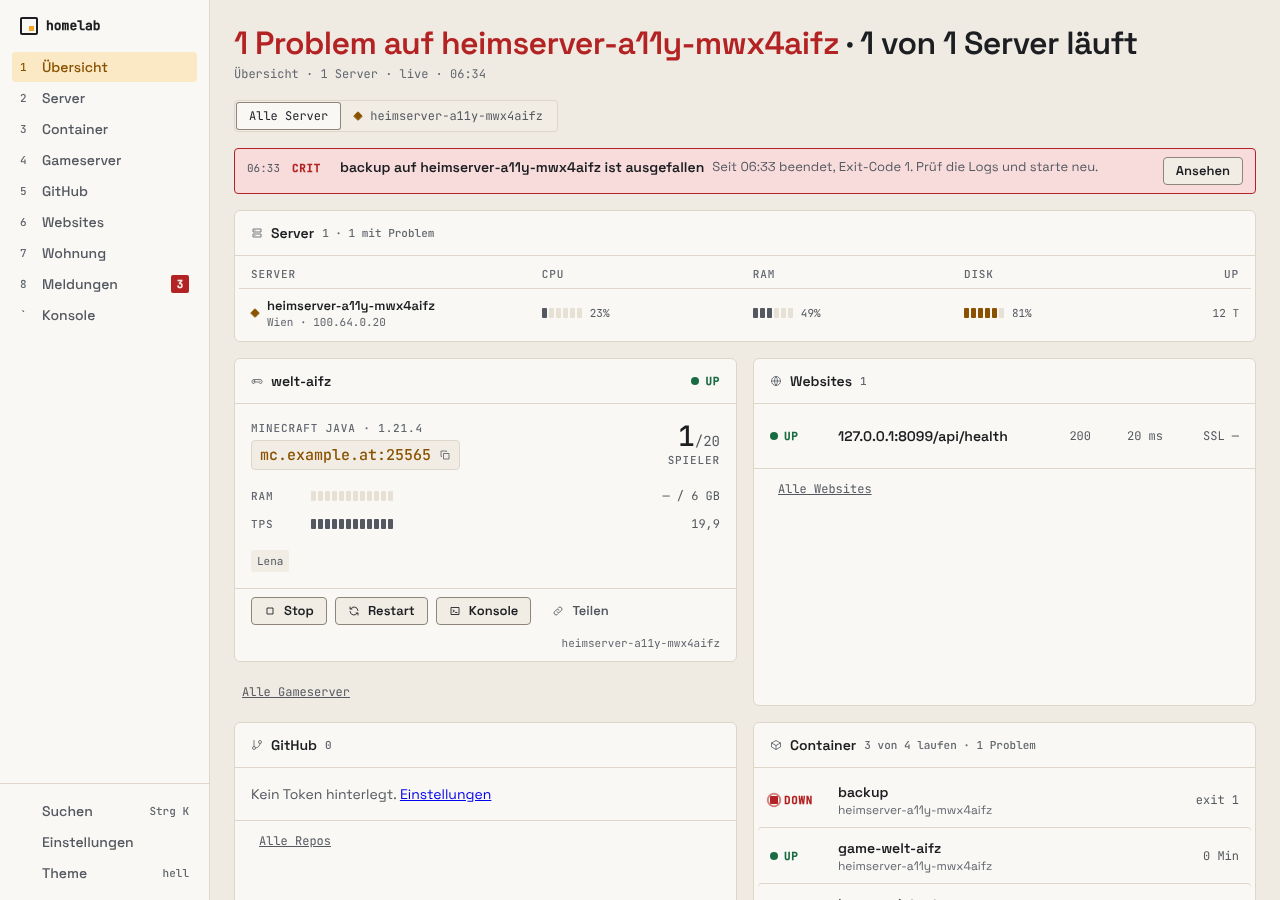 homelab
1 Übersicht
2 Server
3 Container
4 Gameserver
5 GitHub
6 Websites
7 Wohnung
8 Meldungen 3
` Konsole
Suchen Strg K
Einstellungen
Theme hell
1 Problem auf heimserver-a11y-mwx4aifz · 1 von 1 Server läuft
Übersicht · 1 Server · live · 06:34
Alle Server heimserver-a11y-mwx4aifz
06:33 CRIT backup auf heimserver-a11y-mwx4aifz ist ausgefallen Seit 06:33 beendet, Exit-Code 1. Prüf die Logs und starte neu. Ansehen
Server 1 · 1 mit Problem
SERVER CPU RAM DISK UP
heimserver-a11y-mwx4aifz 23% 49% 81% 12 T
Wien · 100.64.0.20
welt-aifz UP
MINECRAFT JAVA · 1.21.4
mc.example.at:25565
1/20
SPIELER
RAM — / 6 GB
TPS 19,9
Lena
Stop Restart Konsole Teilen
heimserver-a11y-mwx4aifz
Alle Gameserver
Websites 1
UP 127.0.0.1:8099/api/health 200 20 ms SSL —
Alle Websites
GitHub 0
Kein Token hinterlegt. Einstellungen
Alle Repos
Container 3 von 4 laufen · 1 Problem
DOWN backup exit 1
heimserver-a11y-mwx4aifz
UP game-welt-aifz 0 Min
heimserver-a11y-mwx4aifz